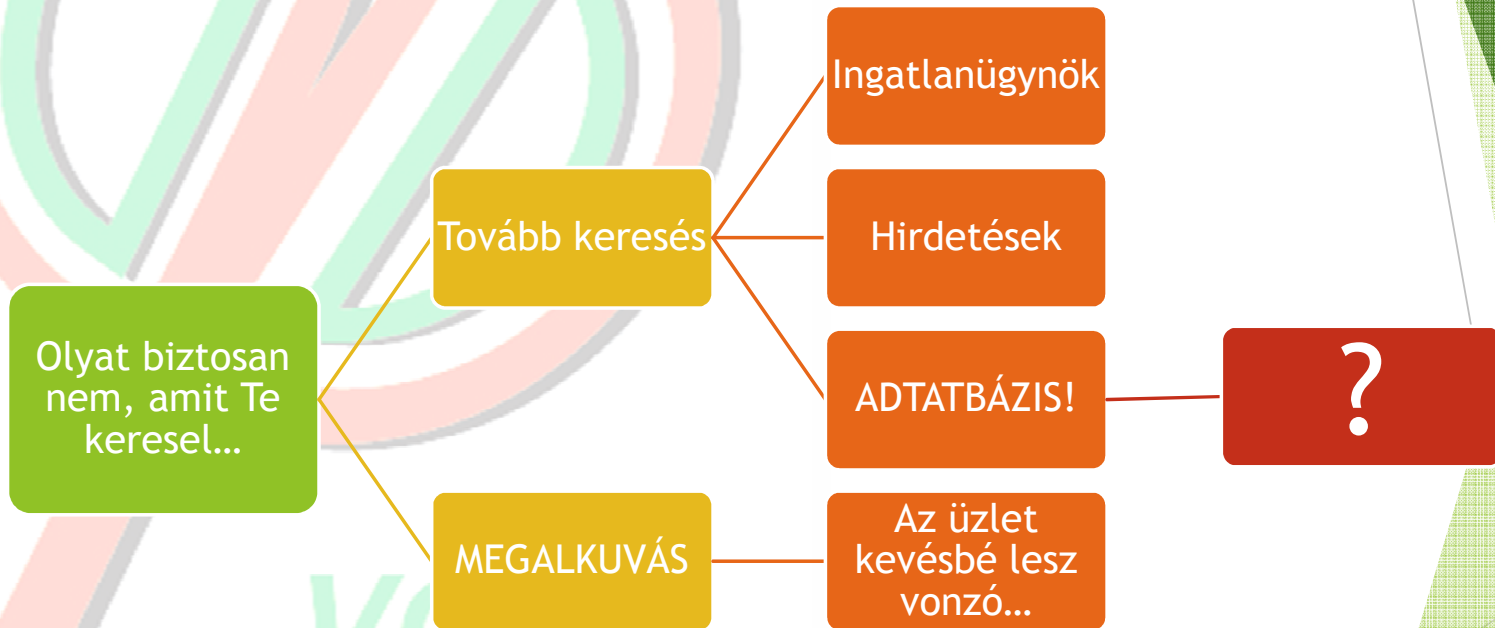 Olyat biztosan
nem, amit Te
keresel...
Tovább keresés
MEGALKUVÁS
Ingatlanügynök
Hirdetések
ADTATBÁZIS!
Az üzlet
kevésbé lesz
vonzó...
?